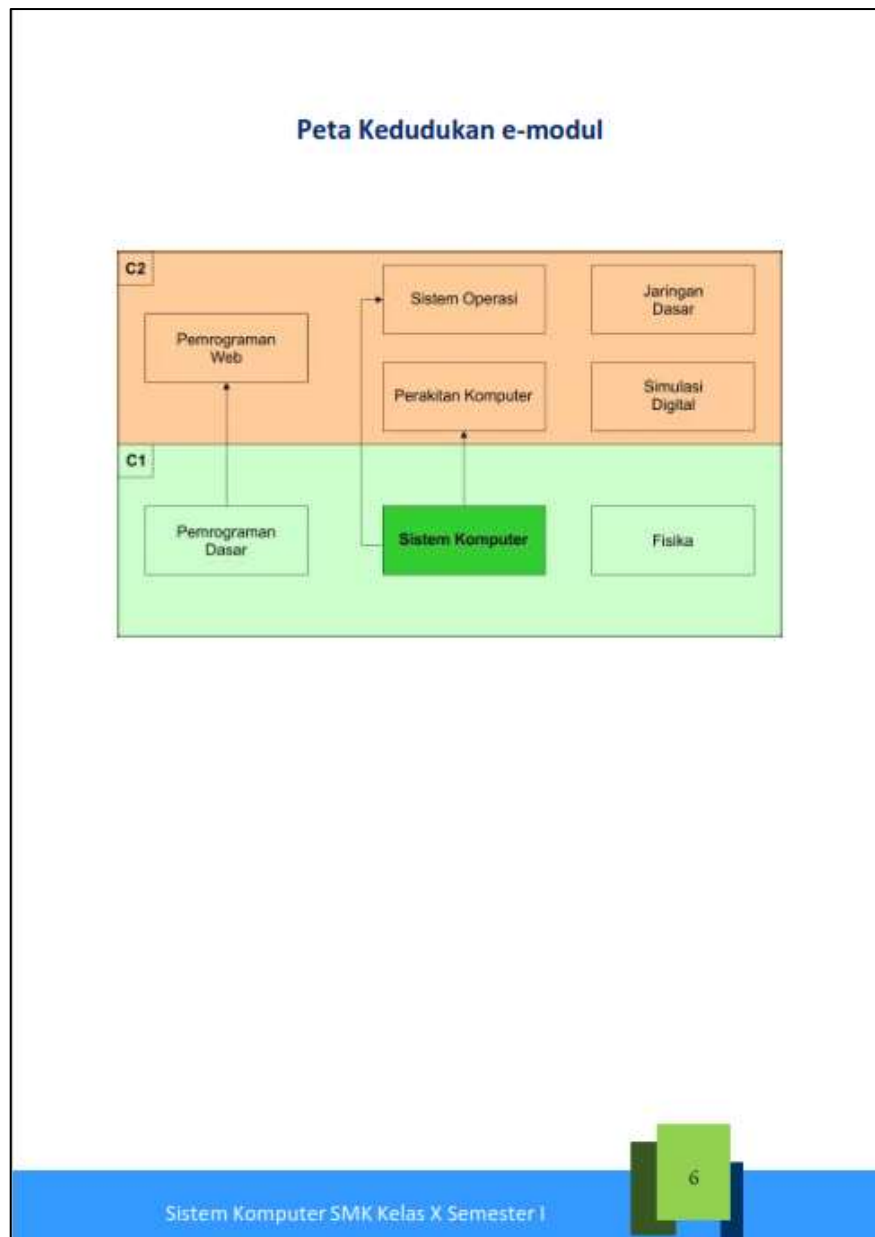 Peta Kedudukan e-modul
C2
Sistem Operasi
Jaringan
Dasar
Pemrograman
Web
Perakitan Komputer
Simulasi
Digital
C1
Pemrograman
Dasar
Sistem Komputer
Fisika
6
Sistem Komputer SMK Kelas X Semester I